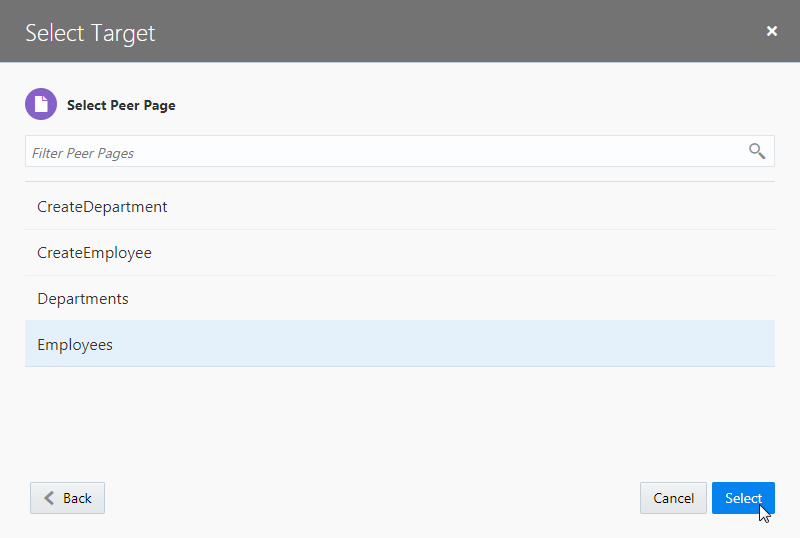 Select Target
Select Peer Page
Filter Peer Pages
CreateDepartment
CreateEmployee
Departments
Employees
Back
Cancel
Select